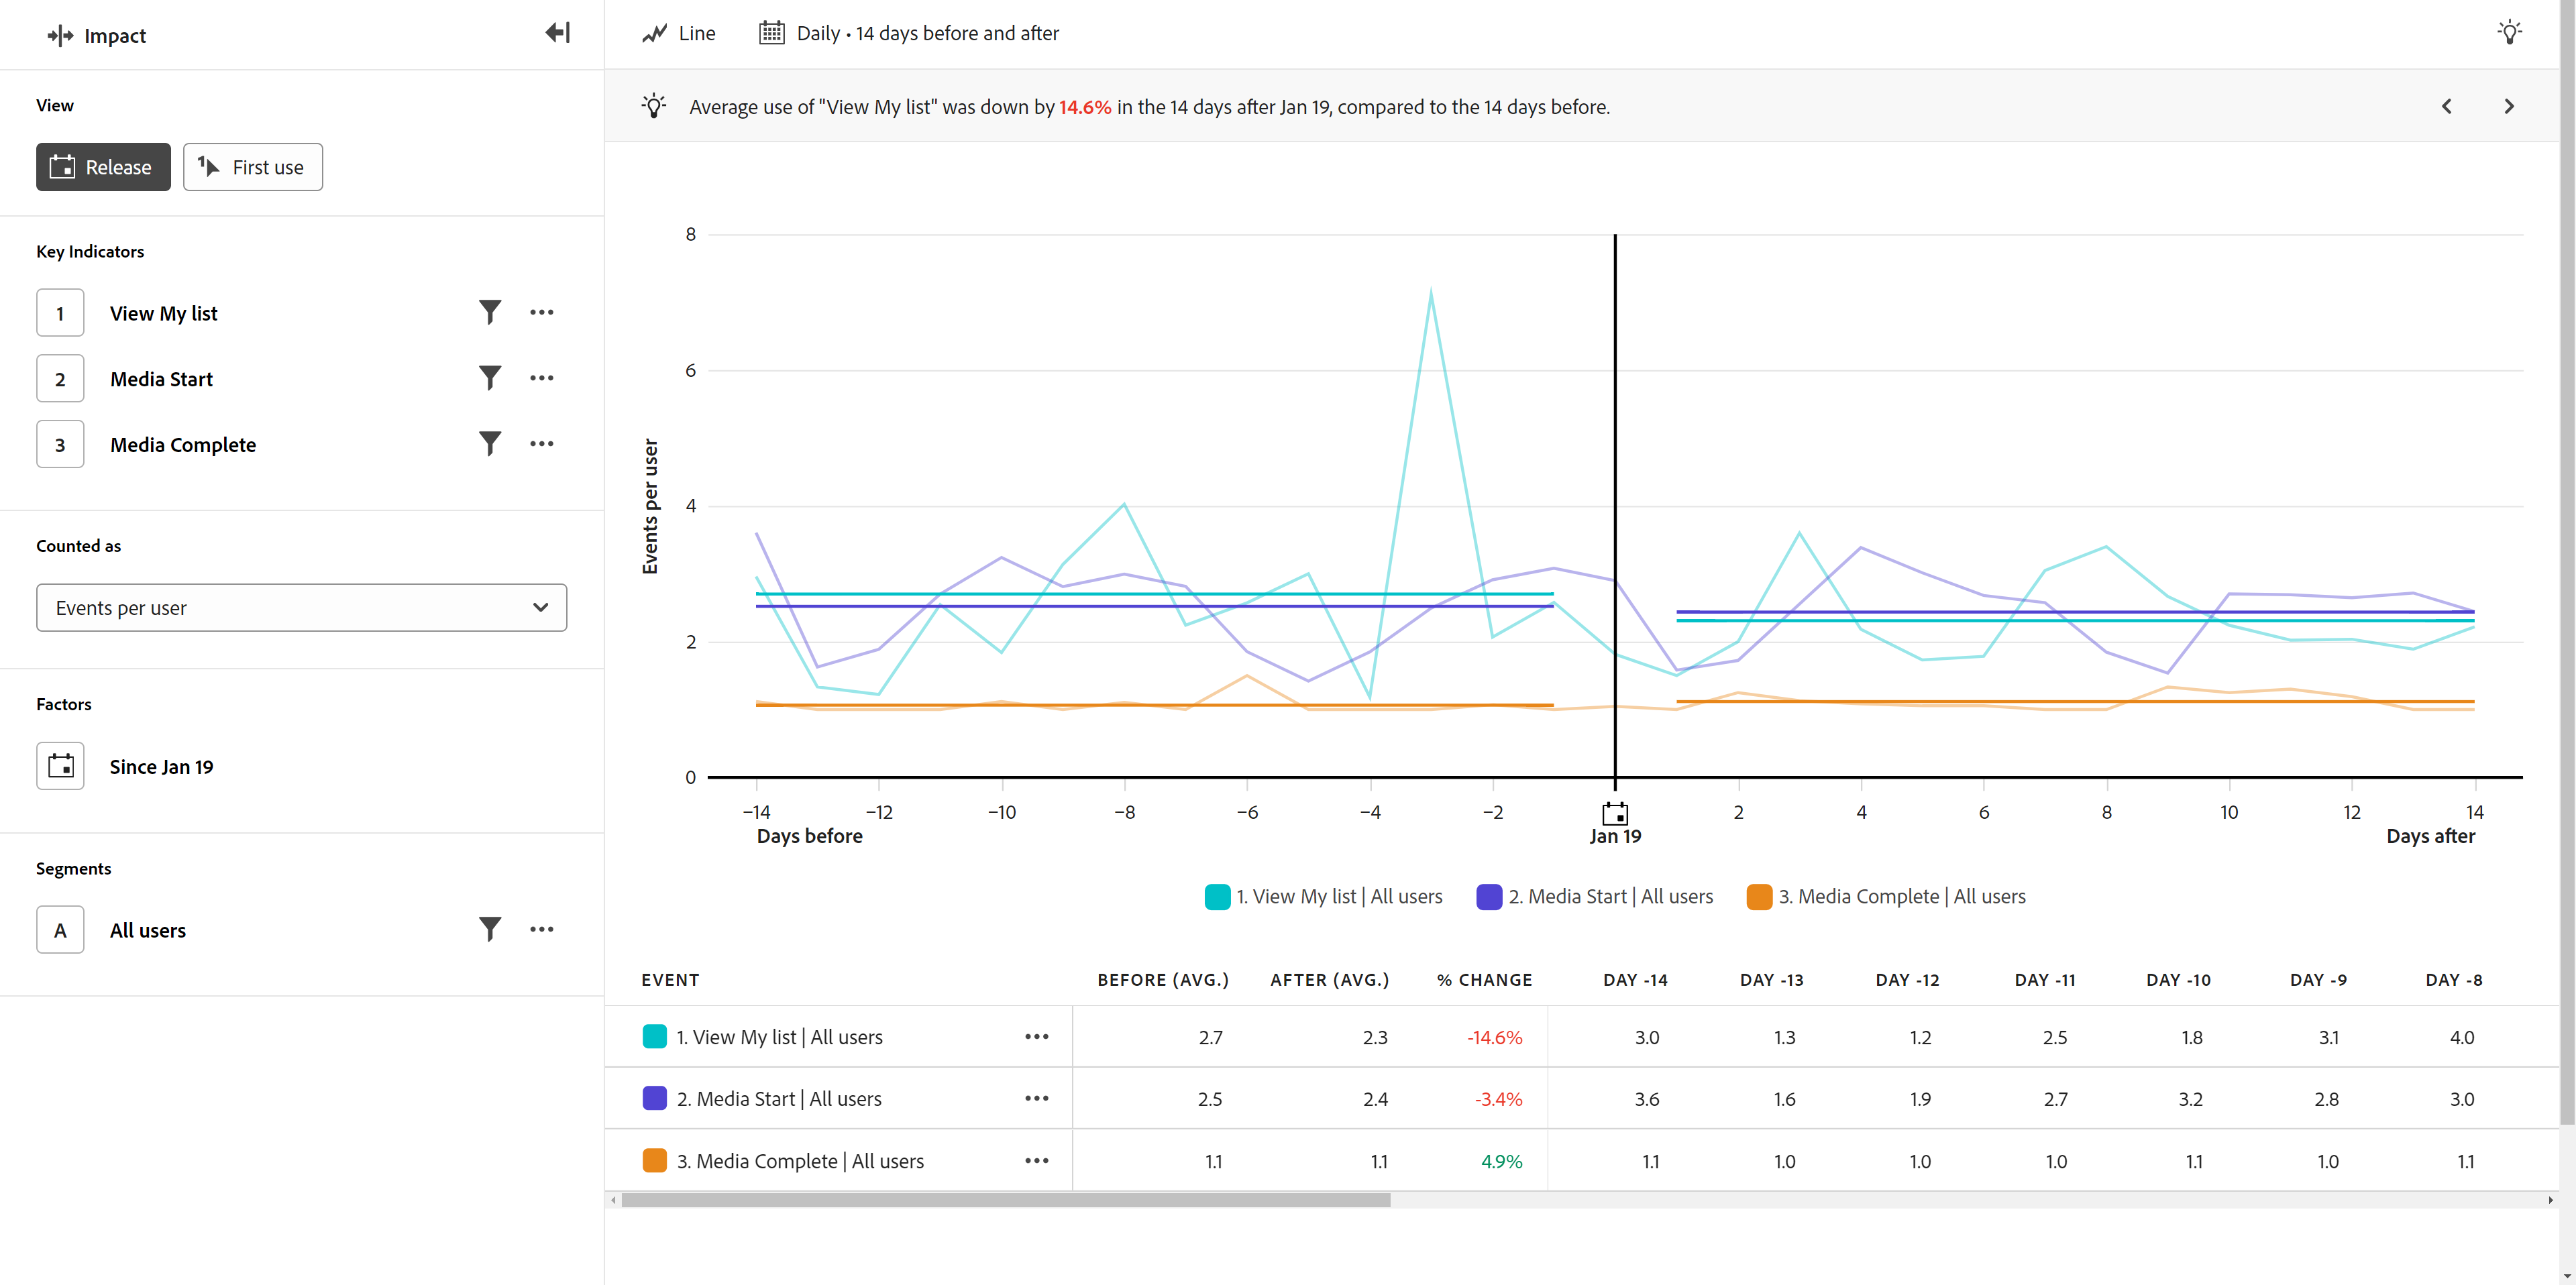 Impact
View
Release
First use
Key Indicators
1 View My list
2 Media Start
3 Media Complete
Counted as
Events per user
Factors
Since Jan 19
Segments
A All users
Line Daily • 14 days before and after
Average use of "View My list" was down by 14.6% in the 14 days after Jan 19, compared to the 14 days before.
Events per user
8
6
4
2
0
−14 −12 −10 −8 −6 −4 −2 2 4 6 8 10 12 14
Days before Jan 19 Days after
1. View My list | All users 2. Media Start | All users 3. Media Complete | All users
EVENT BEFORE (AVG.) AFTER (AVG.) % CHANGE DAY -14 DAY -13 DAY -12 DAY -11 DAY -10 DAY -9 DAY -8
1. View My list | All users 2.7 2.3 -14.6% 3.0 1.3 1.2 2.5 1.8 3.1 4.0
2. Media Start | All users 2.5 2.4 -3.4% 3.6 1.6 1.9 2.7 3.2 2.8 3.0
3. Media Complete | All users 1.1 1.1 4.9% 1.1 1.0 1.0 1.0 1.1 1.0 1.1